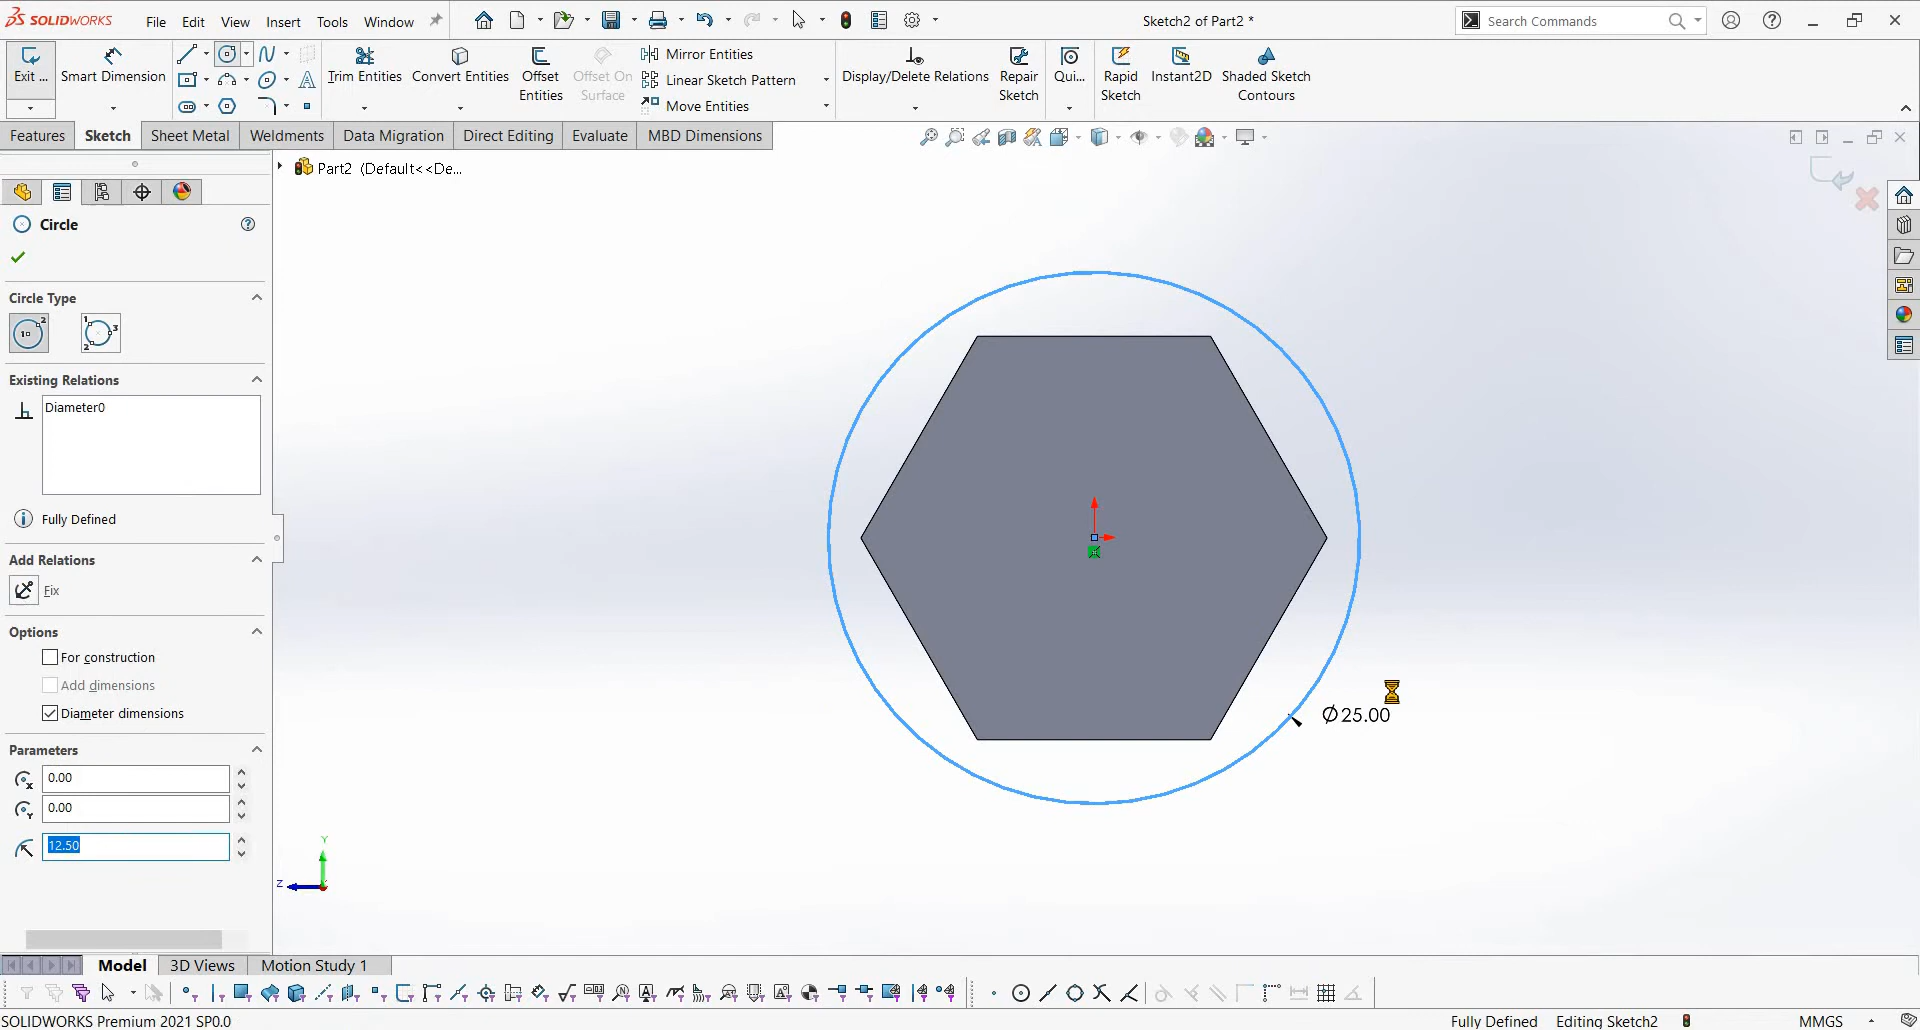 SOLIDWORKS File Edit View Insert Tools Window Sketch2 of Part2 * Search Commands
Exit ... Smart Dimension Trim Entities Convert Entities Offset Entities Offset On Surface Mirror Entities Linear Sketch Pattern Move Entities Display/Delete Relations Repair Sketch Qui... Rapid Sketch Instant2D Shaded Sketch Contours
Features Sketch Sheet Metal Weldments Data Migration Direct Editing Evaluate MBD Dimensions
Part2 (Default<<De...
Circle
Circle Type
Existing Relations
Diameter0
Fully Defined
Add Relations
Fix
Options
For construction
Add dimensions
Diameter dimensions
Parameters
0.00
0.00
12.50
Ø25.00
Y
Z
Model 3D Views Motion Study 1
SOLIDWORKS Premium 2021 SP0.0 Fully Defined Editing Sketch2 MMGS